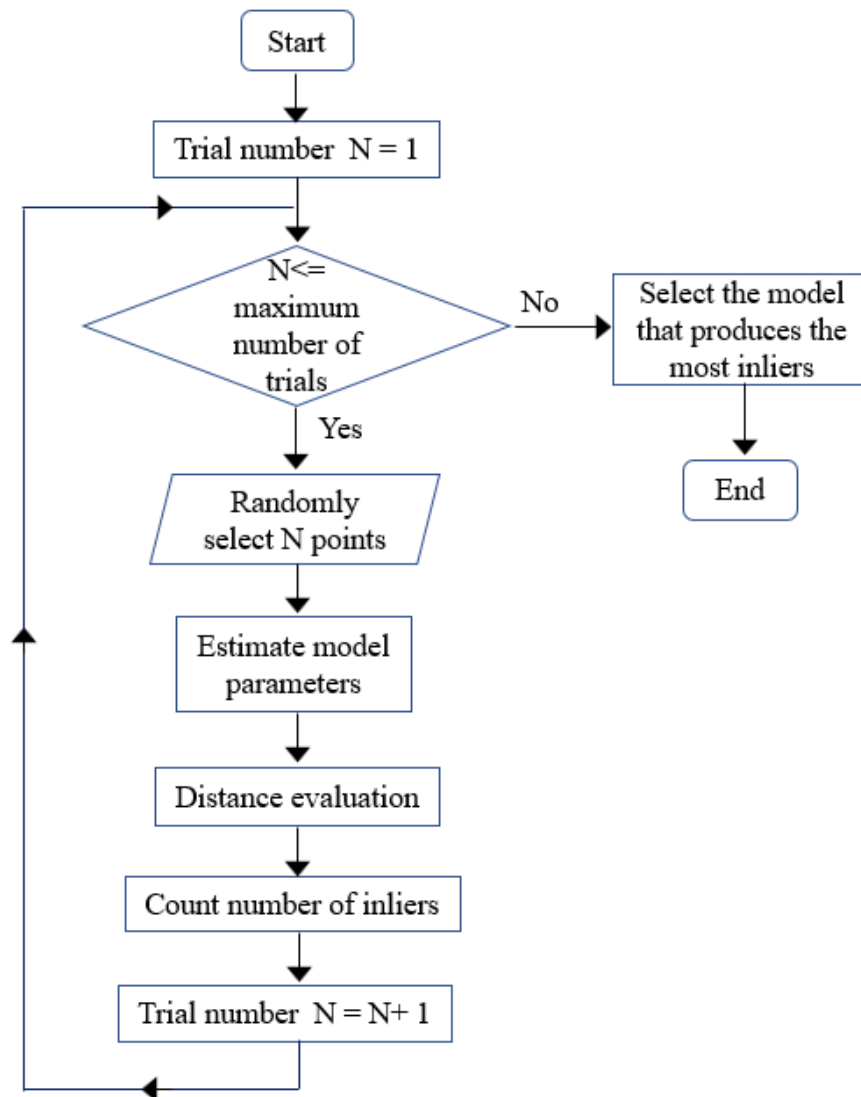 Start
Trial number N = 1
N<=
maximum
number of
trials
No
Select the model
that produces the
most inliers
End
Yes
Randomly
select N points
Estimate model
parameters
Distance evaluation
Count number of inliers
Trial number N = N+ 1